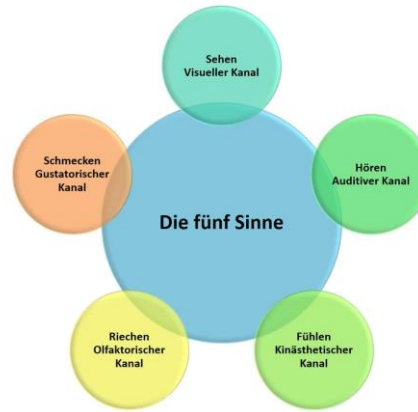 Sehen
Visueller Kanal
Schmecken
Gustatorischer
Kanal
Hören
Auditiver Kanal
Die fünf Sinne
Riechen
Olfaktorischer
Kanal
Fühlen
Kinästhetischer
Kanal